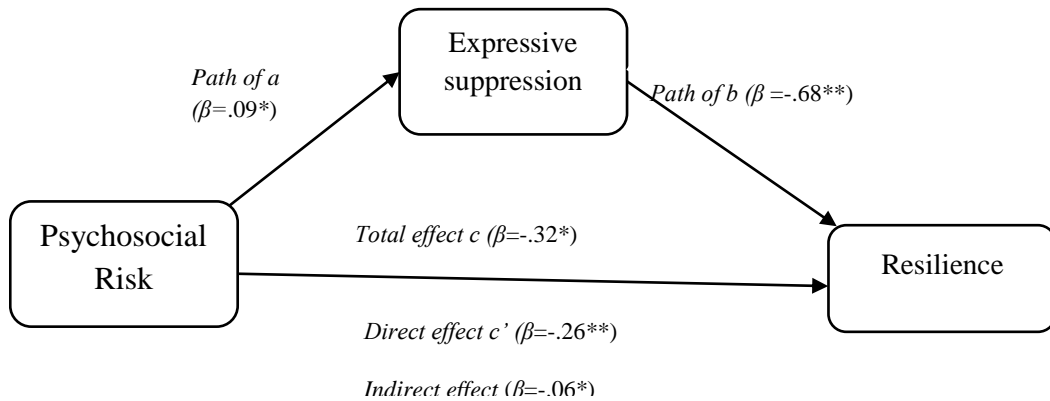 Expressive
suppression
Path of a
(β=.09*)
Path of b (β =-.68**)
Psychosocial
Risk
Total effect c (β=-.32*)
Resilience
Direct effect c’ (β=-.26**)
Indirect effect (β=-.06*)